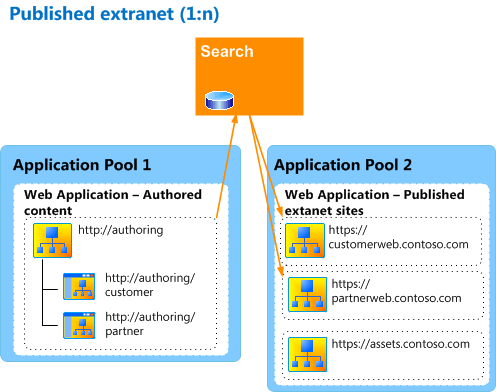 Published extranet (1:n)
Search
Application Pool 1
Web Application – Authored
content
http://authoring
http://authoring/
customer
http://authoring/
partner
Application Pool 2
Web Application – Published
extanet sites
https://
customerweb.contoso.com
https://
partnerweb.contoso.com
https://assets.contoso.com